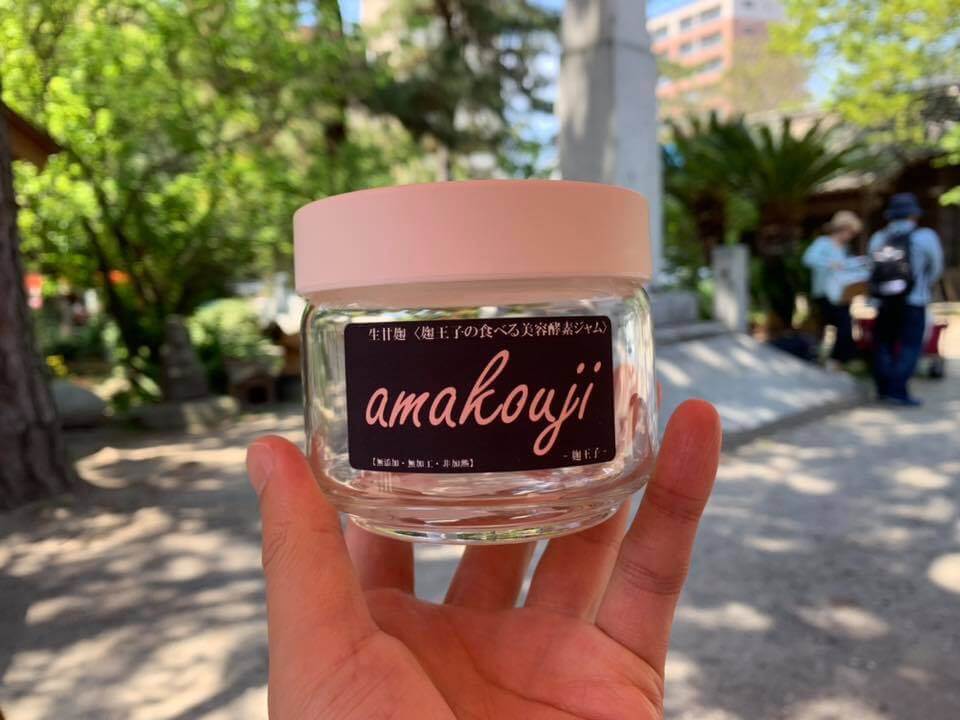 生甘麹〈麹王子の食べる美容酵素ジャム〉
amakouji
【無添加・無加工・非加熱】
- 麹王子 -